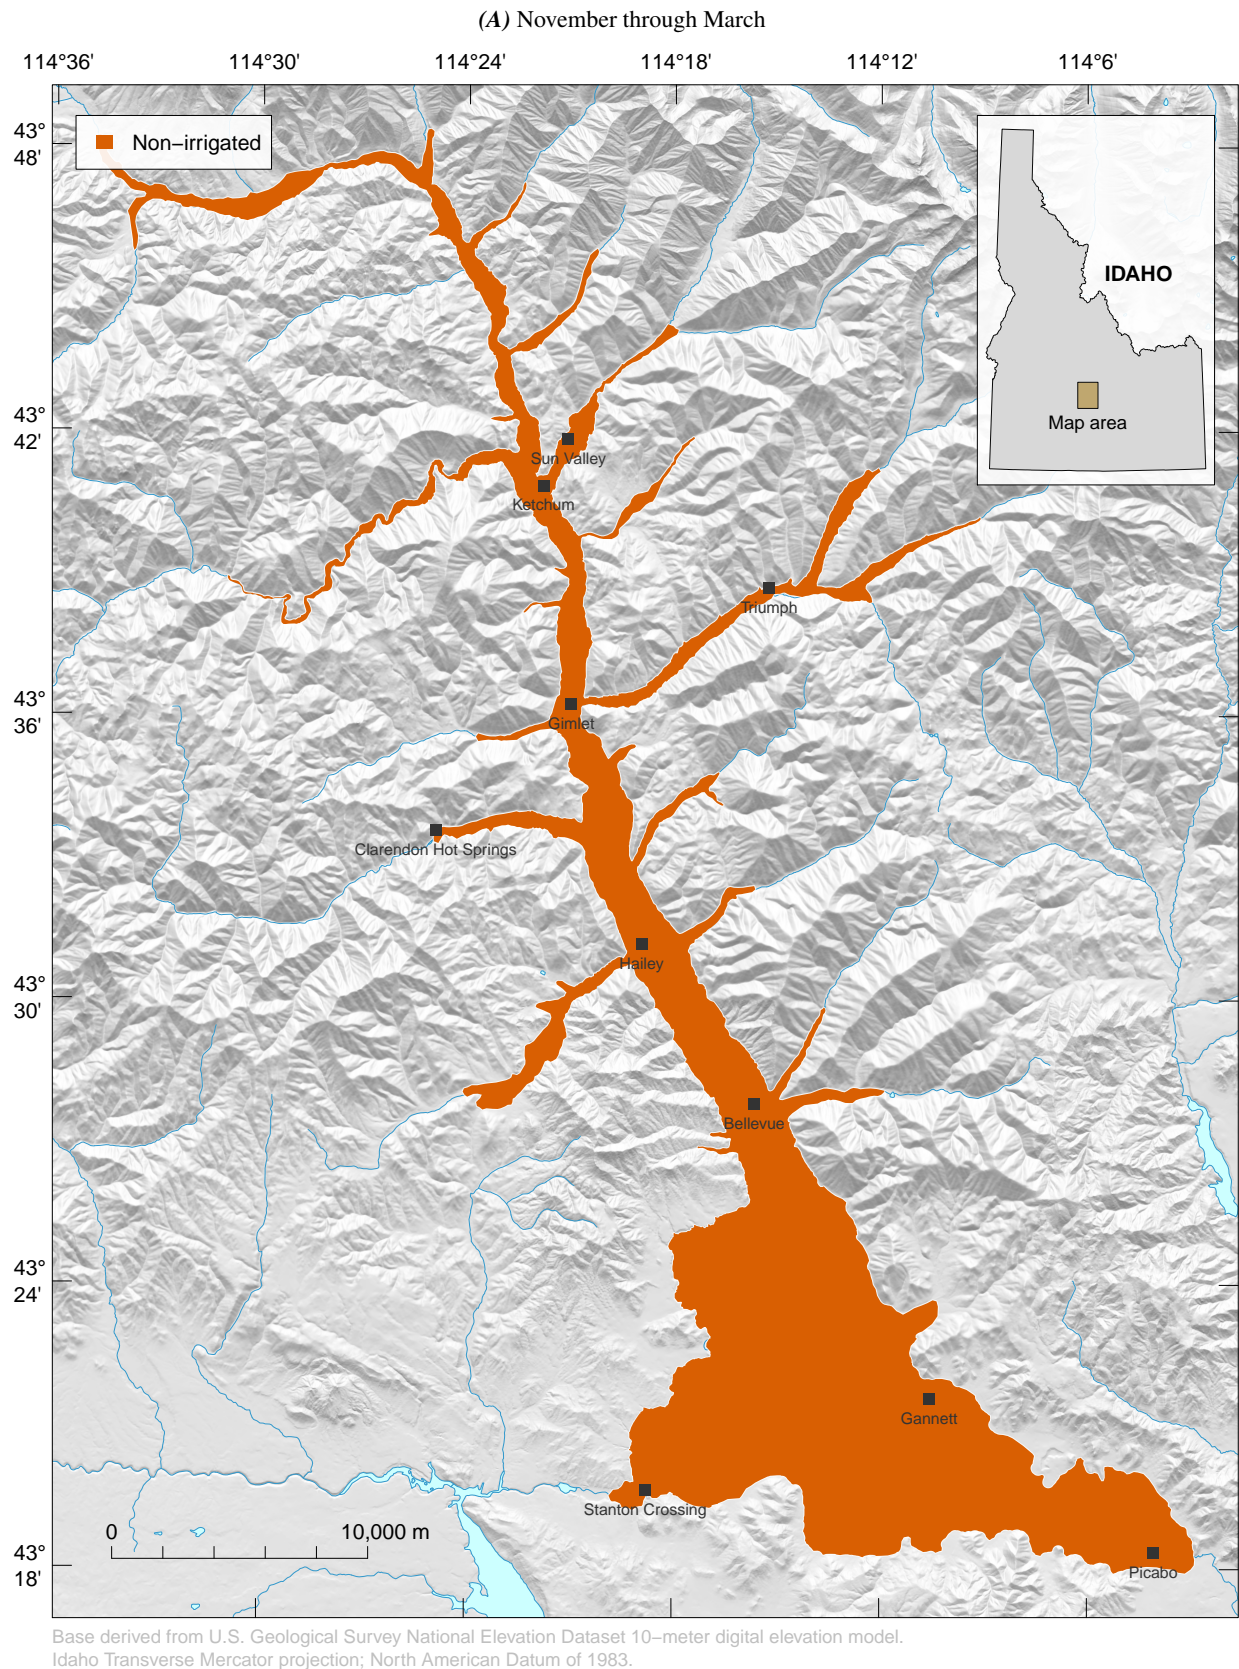 (A) November through March
114°36' 114°30' 114°24' 114°18' 114°12' 114°6'
43°
48'
Non−irrigated
IDAHO
Map area
43°
42'
Sun Valley
Ketchum
Triumph
43°
36'
Gimlet
Clarendon Hot Springs
Hailey
43°
30'
Bellevue
43°
24'
Gannett
Stanton Crossing
0 10,000 m
43°
18'
Picabo
Base derived from U.S. Geological Survey National Elevation Dataset 10−meter digital elevation model.
Idaho Transverse Mercator projection; North American Datum of 1983.